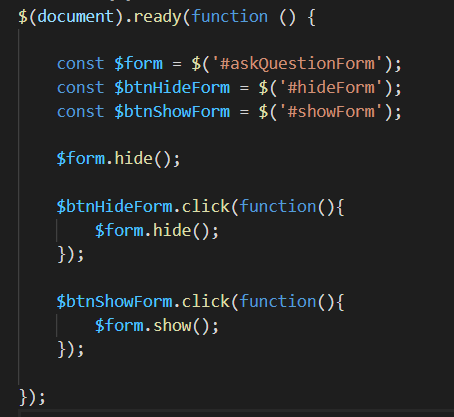 $(document).ready(function () {
const $form = $('#askQuestionForm');
const $btnHideForm = $('#hideForm');
const $btnShowForm = $('#showForm');
$form.hide();
$btnHideForm.click(function(){
$form.hide();
});
$btnShowForm.click(function(){
$form.show();
});
});